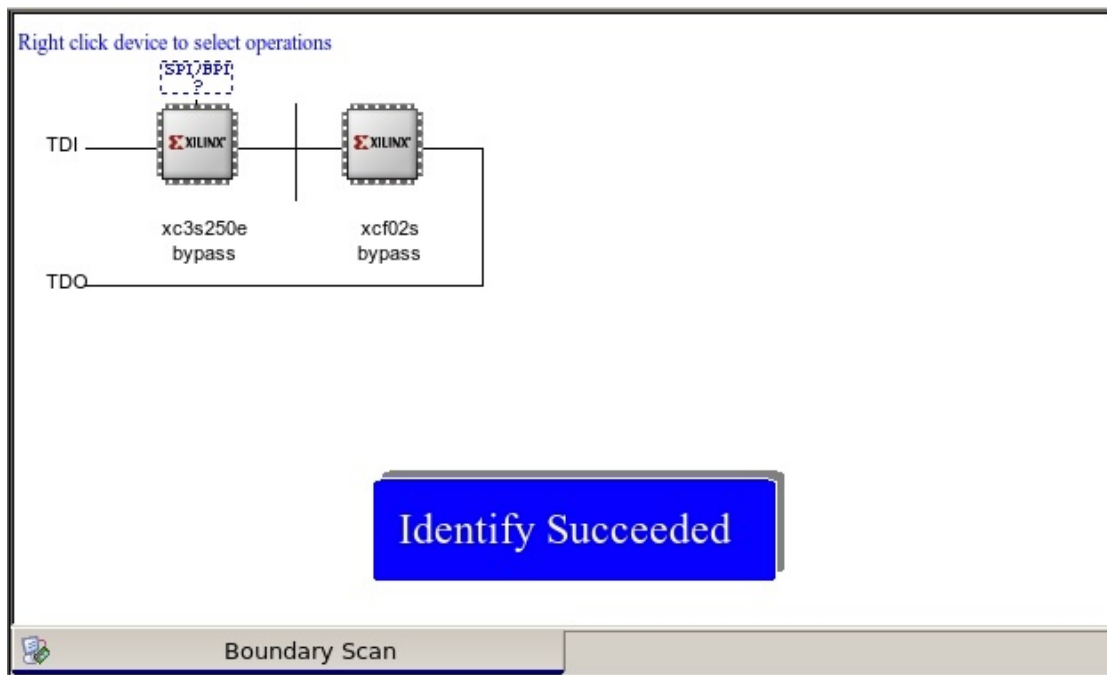 Right click device to select operations
SPI/BPI
?
TDI
XILINX
XILINX
xc3s250e
bypass
xcf02s
bypass
TDO
Identify Succeeded
Boundary Scan